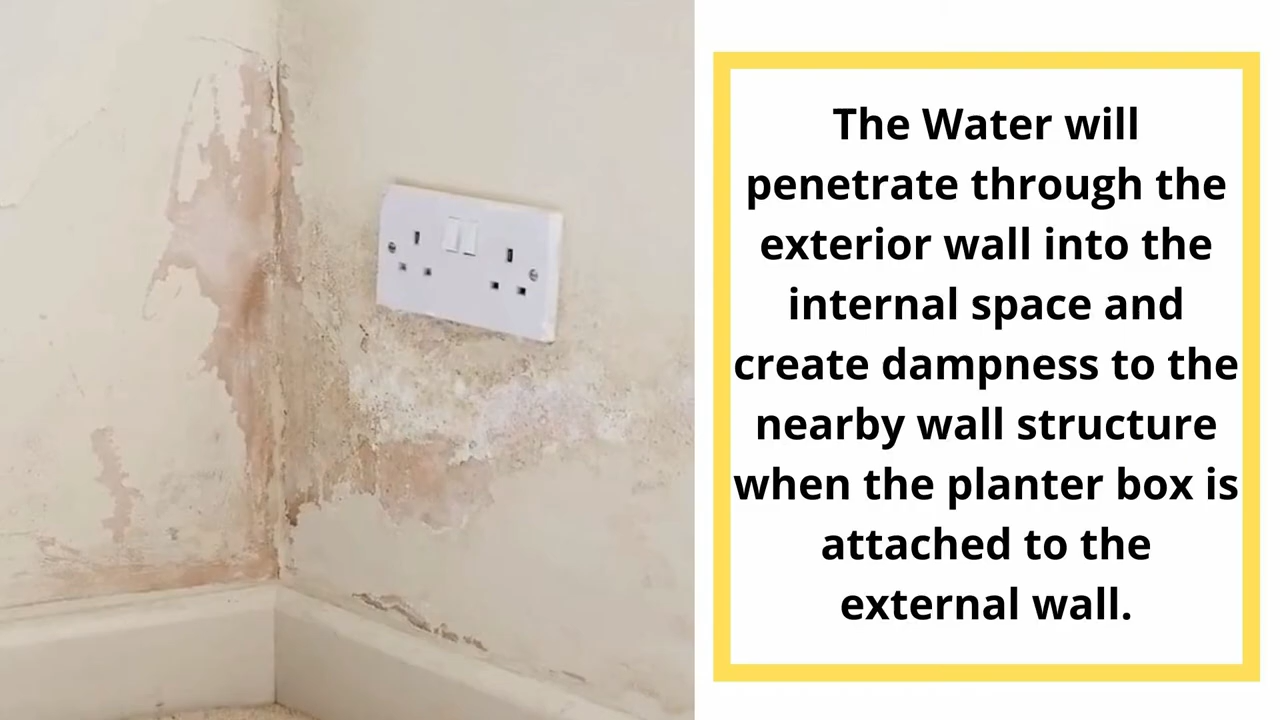 The Water will
penetrate through the
exterior wall into the
internal space and
create dampness to the
nearby wall structure
when the planter box is
attached to the
external wall.